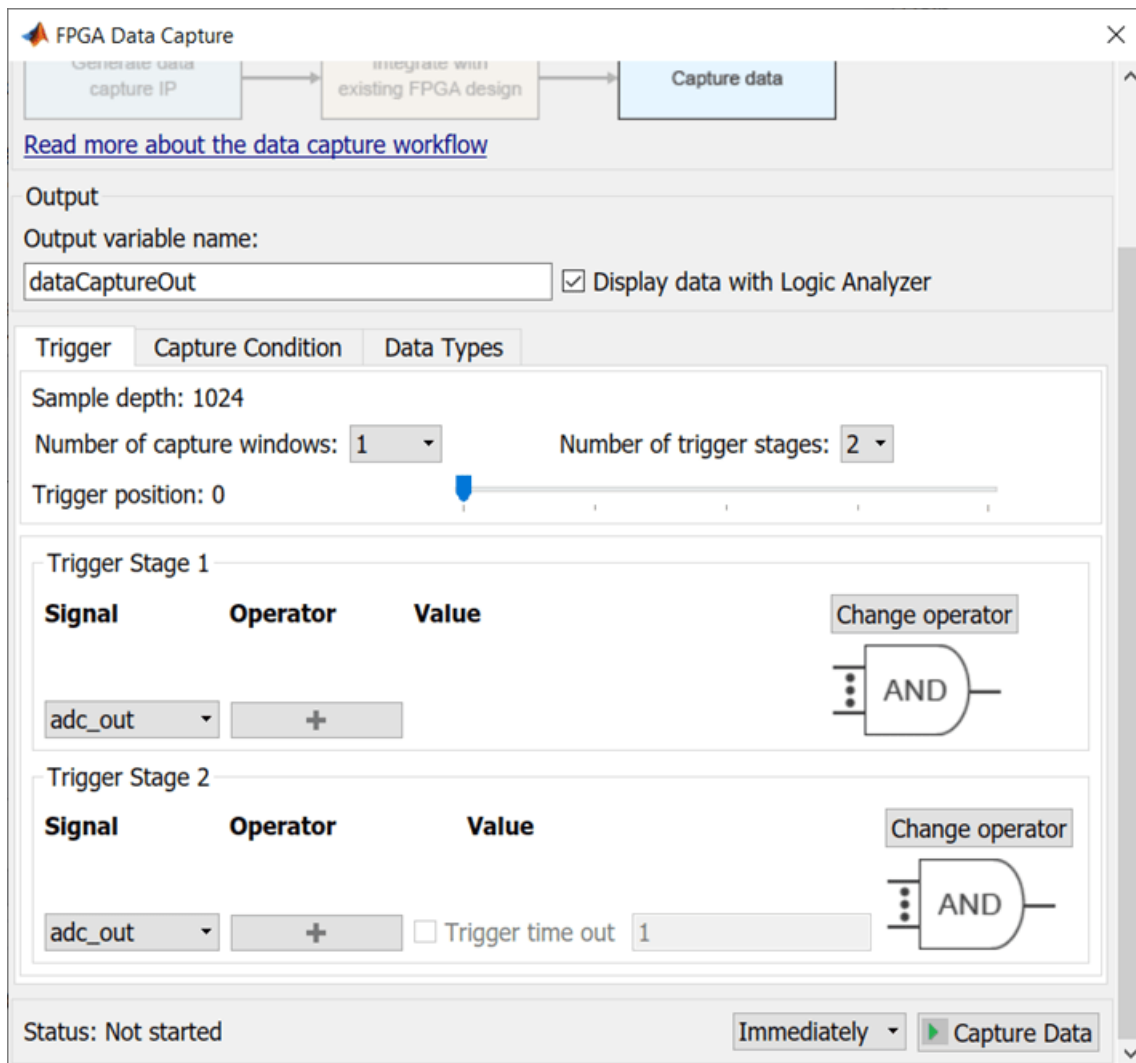 FPGA Data Capture
Generate data
capture IP
Integrate with
existing FPGA design
Capture data
Read more about the data capture workflow
Output
Output variable name:
dataCaptureOut
Display data with Logic Analyzer
Trigger
Capture Condition
Data Types
Sample depth: 1024
Number of capture windows: 1
Number of trigger stages: 2
Trigger position: 0
Trigger Stage 1
Signal Operator Value
Change operator
AND
adc_out +
Trigger Stage 2
Signal Operator Value
Change operator
AND
adc_out + Trigger time out 1
Status: Not started
Immediately
Capture Data